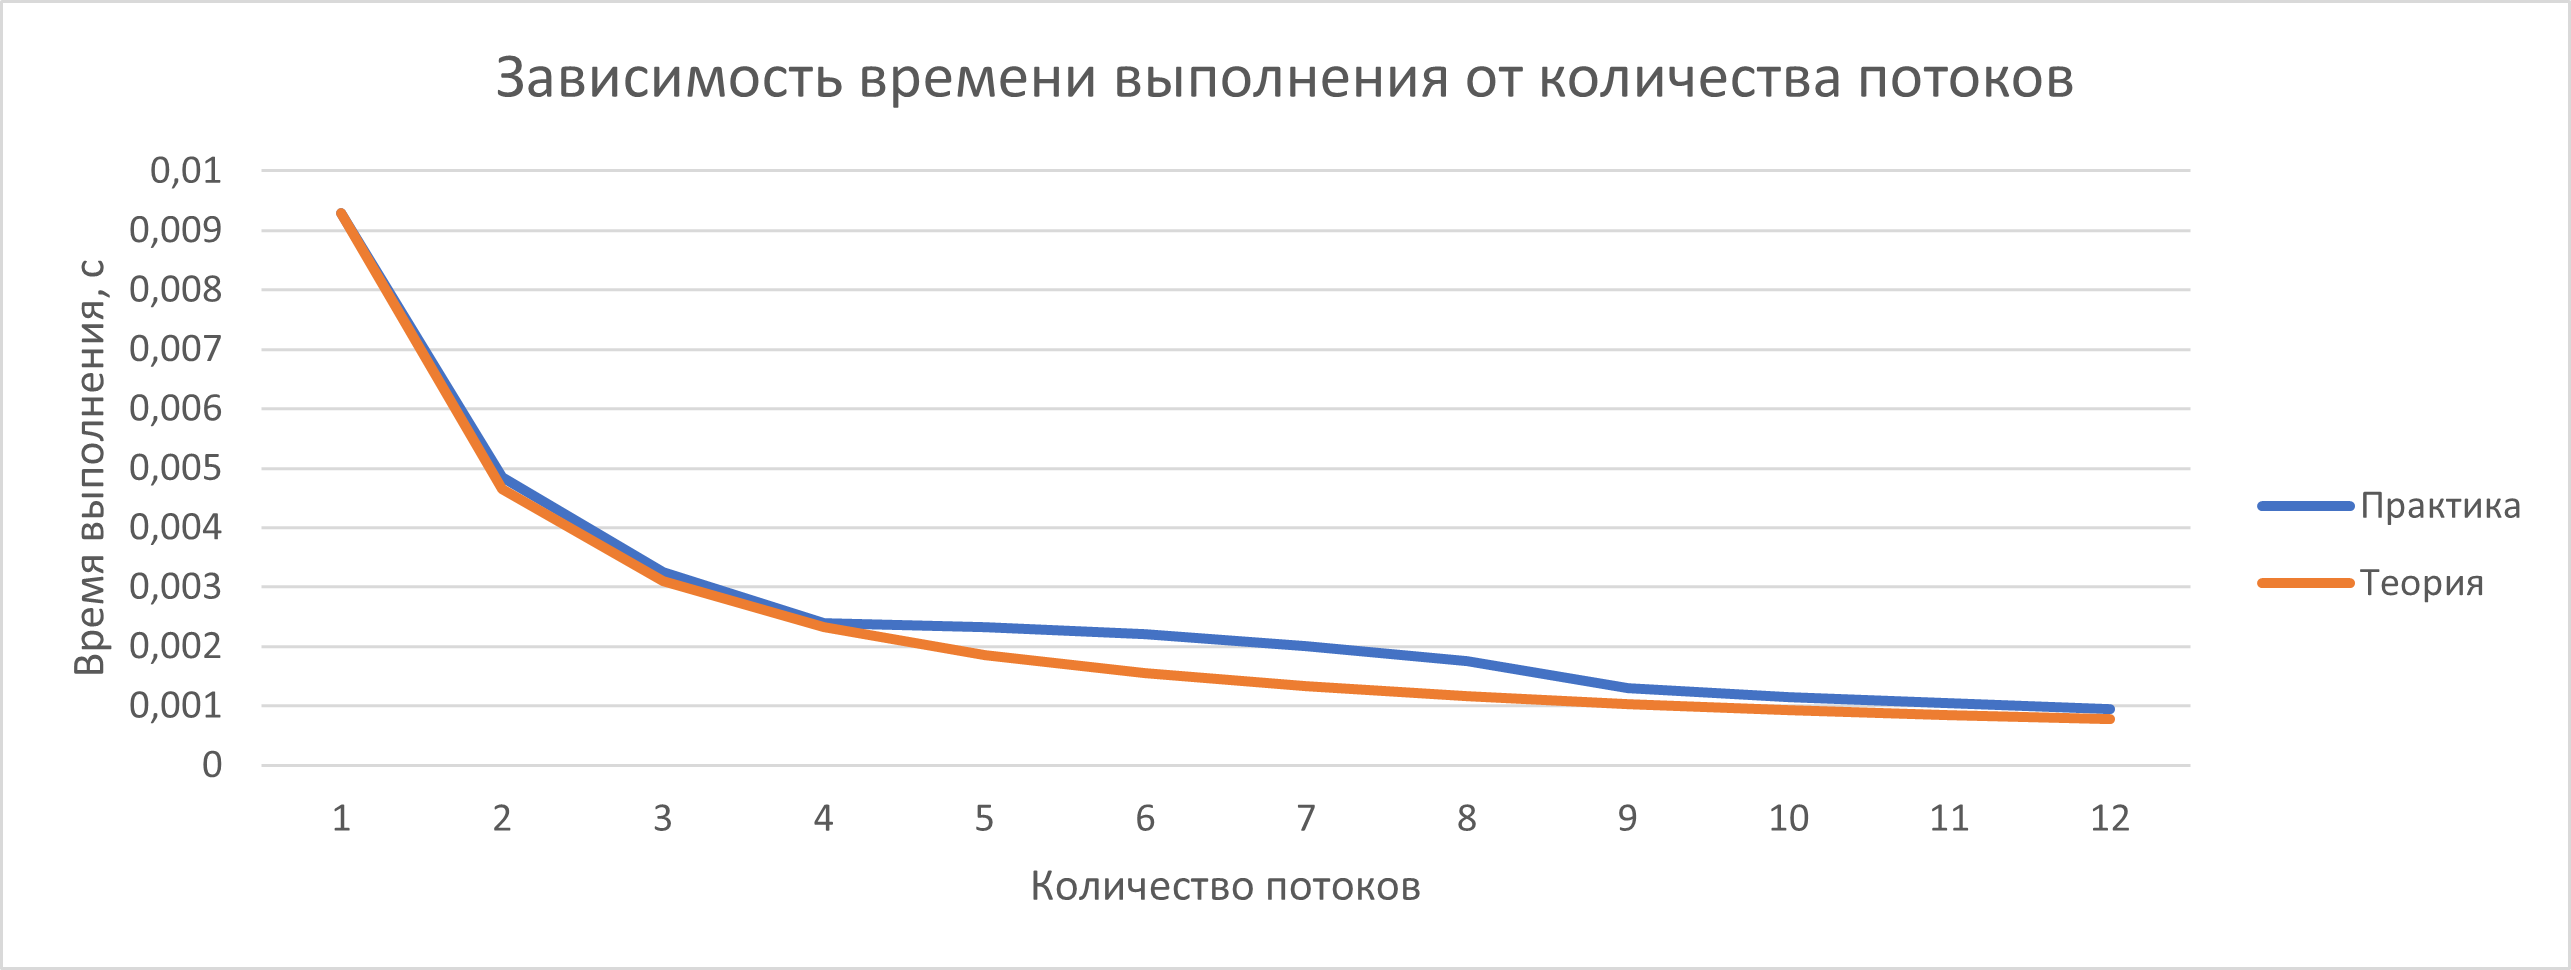 Зависимость времени выполнения от количества потоков
Время выполнения, с
0,01
0,009
0,008
0,007
0,006
0,005
0,004
0,003
0,002
0,001
0
1 2 3 4 5 6 7 8 9 10 11 12
Количество потоков
Практика
Теория